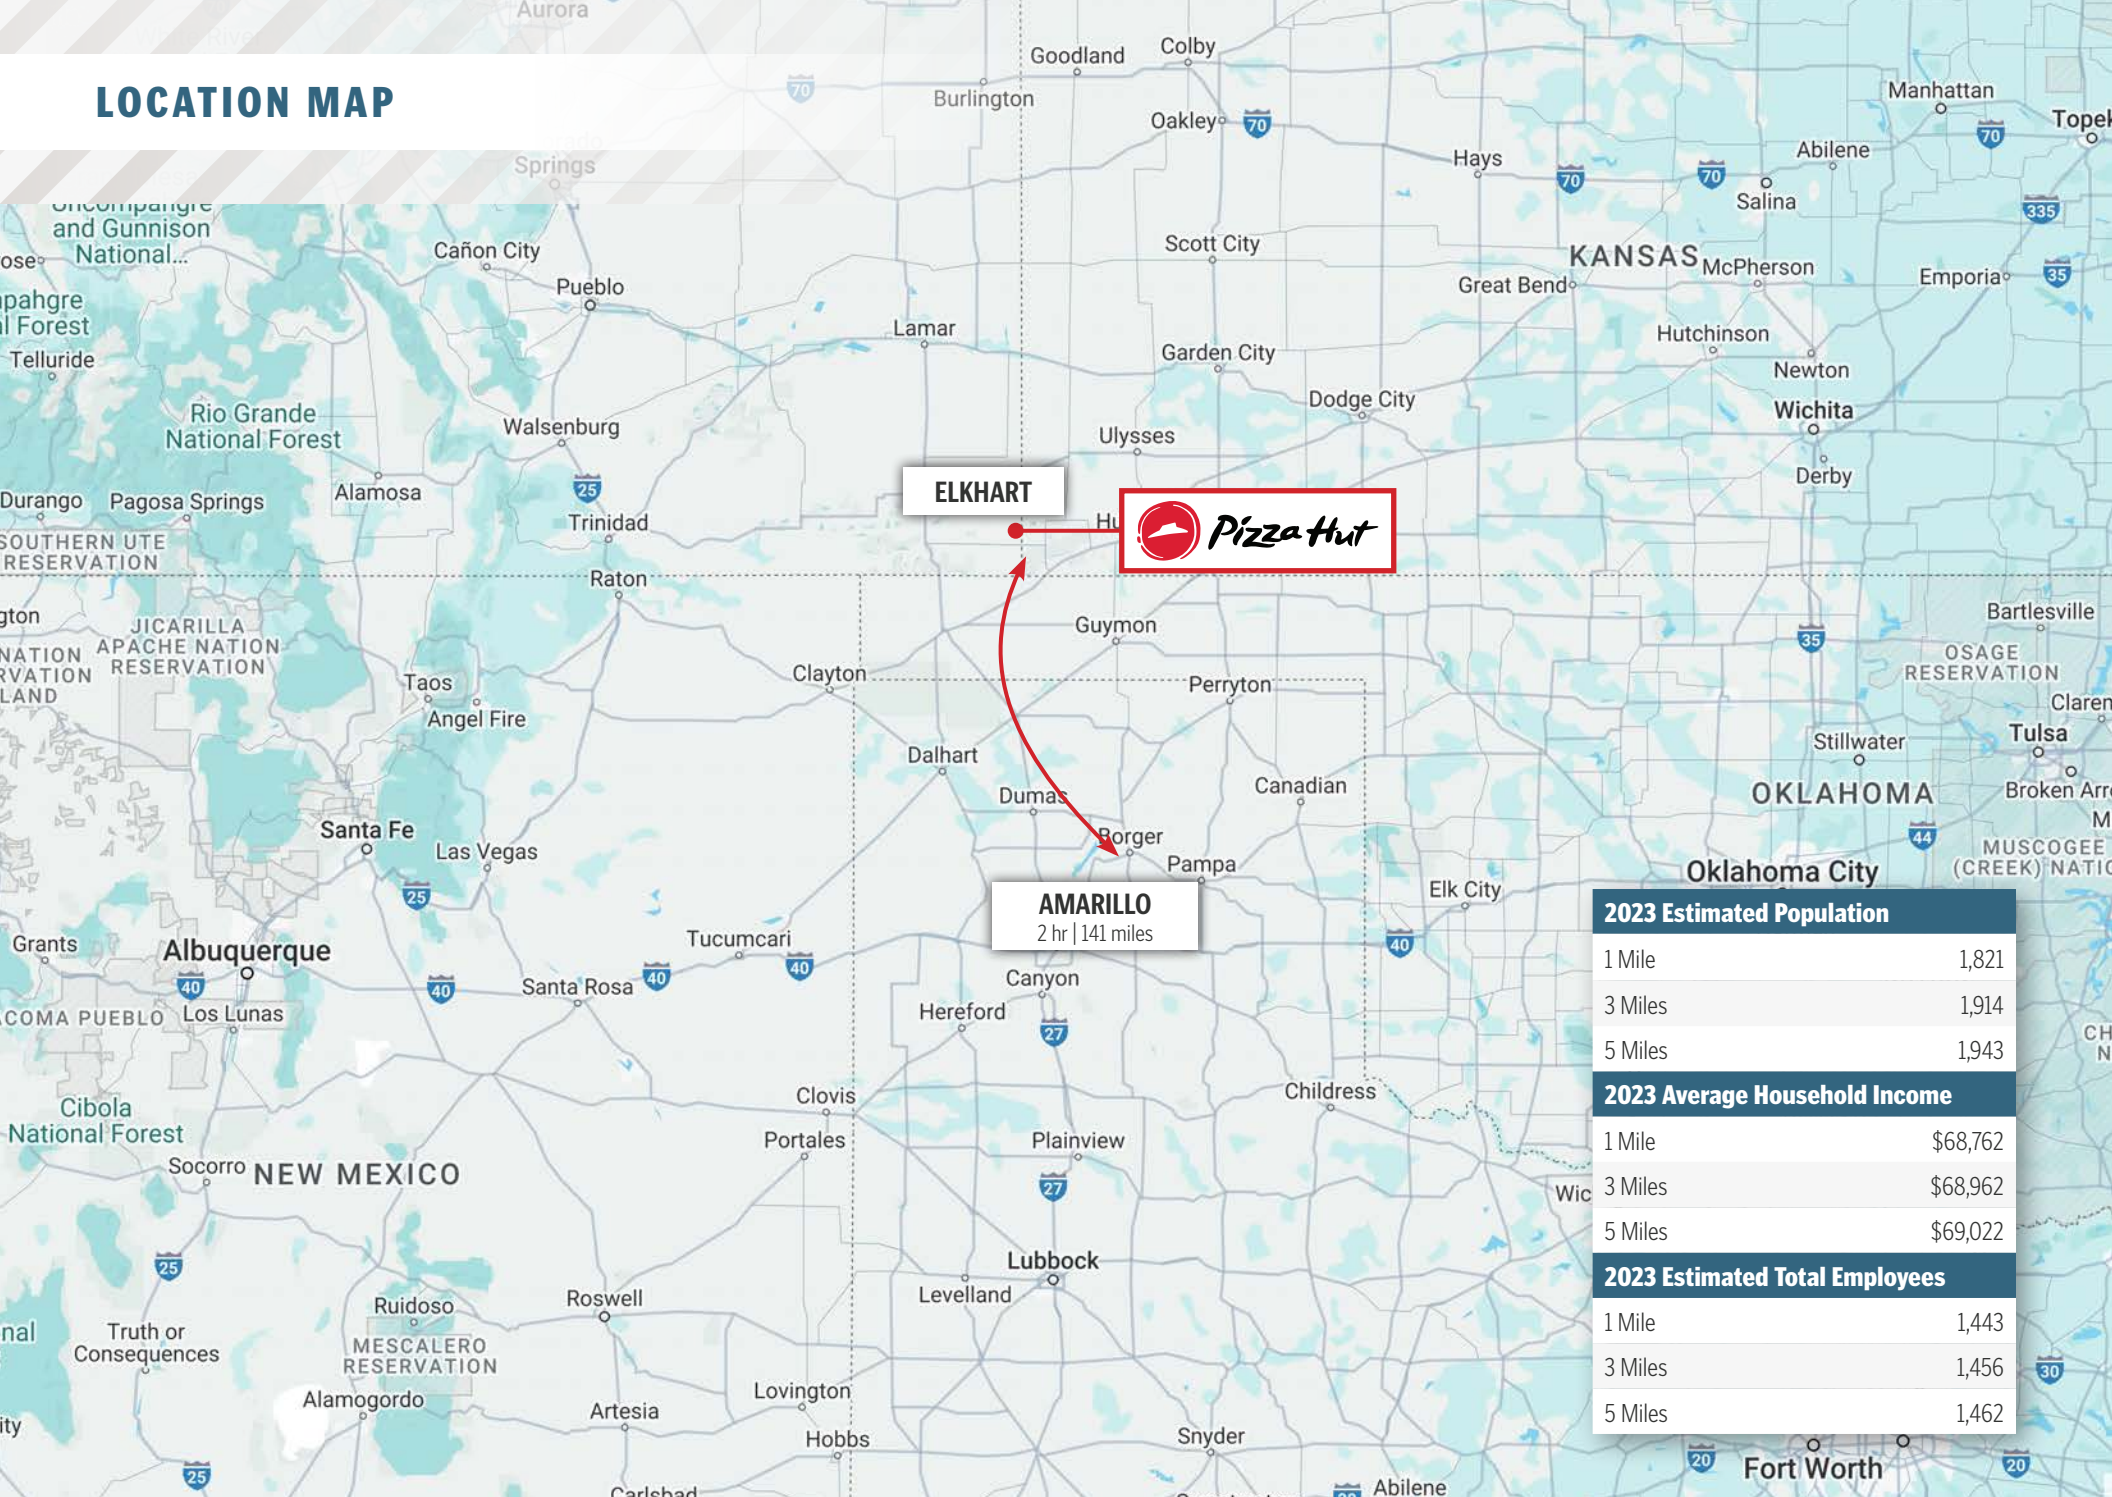 LOCATION MAP
Aurora
Goodland
Colby
Burlington
70
Oakley
70
Manhattan
70
Springs
Hays
70
70
Abilene
Salina
335
and Gunnison
National...
Cañon City
Pueblo
Scott City
KANSAS
McPherson
Great Bend
Emporia
35
Telluride
Lamar
Garden City
Hutchinson
Newton
Rio Grande
National Forest
Walsenburg
Dodge City
Wichita
Ulysses
Derby
Durango
Pagosa Springs
Alamosa
25
Trinidad
ELKHART
Pizza Hut
SOUTHERN UTE
RESERVATION
Raton
JICARILLA
APACHE NATION
RESERVATION
NATION
LAND
Guymon
Bartlesville
35
OSAGE
RESERVATION
Taos
Angel Fire
Clayton
Perryton
Stillwater
Tulsa
Dalhart
Dumas
Canadian
OKLAHOMA
Broken Arr
Santa Fe
Las Vegas
Borger
Pampa
44
MUSCOGEE
(CREEK) NATIO
Oklahoma City
25
Elk City
AMARILLO
2 hr | 141 miles
Grants
Albuquerque
Tucumcari
40
40
40
40
40
Santa Rosa
Canyon
COMA PUEBLO
Los Lunas
Hereford
27
Clovis
Childress
Cibola
National Forest
Portales
Plainview
Socorro
NEW MEXICO
27
25
Lubbock
Levelland
Ruidoso
Roswell
Truth or
Consequences
MESCALERO
RESERVATION
Alamogordo
Artesia
Lovington
Hobbs
Snyder
25
Carlsbad
Abilene
20
Fort Worth
20
30
2023 Estimated Population
1 Mile 1,821
3 Miles 1,914
5 Miles 1,943
2023 Average Household Income
1 Mile $68,762
3 Miles $68,962
5 Miles $69,022
2023 Estimated Total Employees
1 Mile 1,443
3 Miles 1,456
5 Miles 1,462